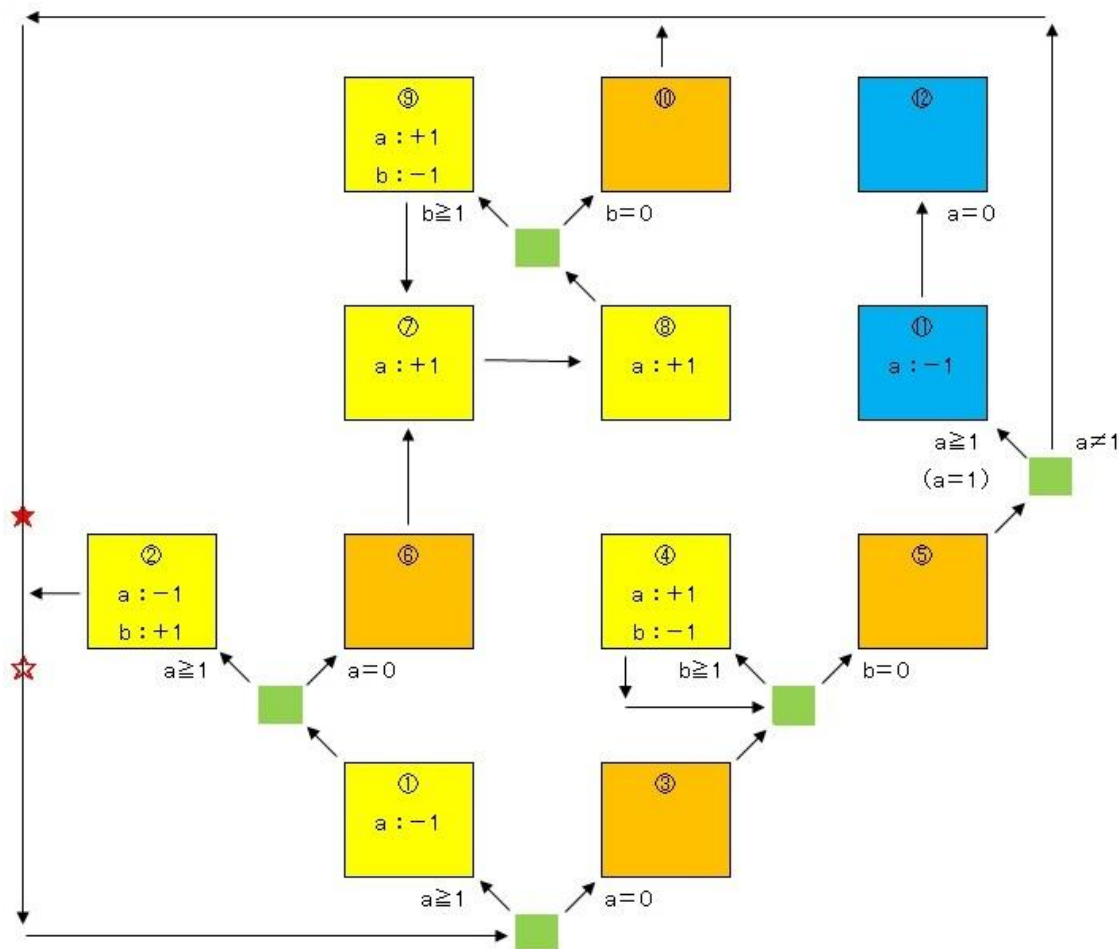 ⑨
a:+1
b:-1
⑩
⑫
b≧1
b=0
a=0
⑦
a:+1
⑧
a:+1
⑪
a:-1
a≧1
(a=1)
a≠1
②
a:-1
b:+1
⑥
④
a:+1
b:-1
⑤
a≧1
a=0
b≧1
b=0
①
a:-1
③
a≧1
a=0